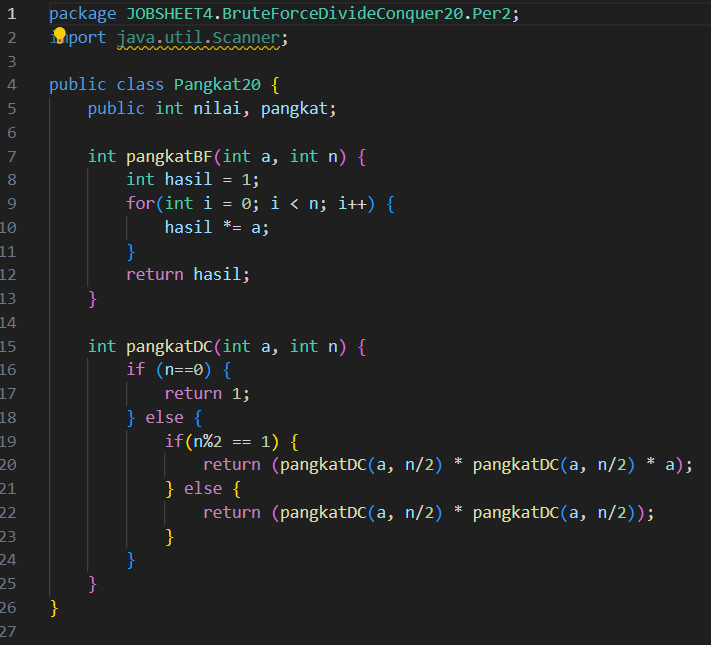 1 package JOBSHEET4.BruteForceDivideConquer20.Per2;
2 import java.util.Scanner;
3
4 public class Pangkat20 {
5     public int nilai, pangkat;
6
7     int pangkatBF(int a, int n) {
8         int hasil = 1;
9         for(int i = 0; i < n; i++) {
10             hasil *= a;
11         }
12         return hasil;
13     }
14
15     int pangkatDC(int a, int n) {
16         if (n==0) {
17             return 1;
18         } else {
19             if(n%2 == 1) {
20                 return (pangkatDC(a, n/2) * pangkatDC(a, n/2) * a);
21             } else {
22                 return (pangkatDC(a, n/2) * pangkatDC(a, n/2));
23             }
24         }
25     }
26 }
27